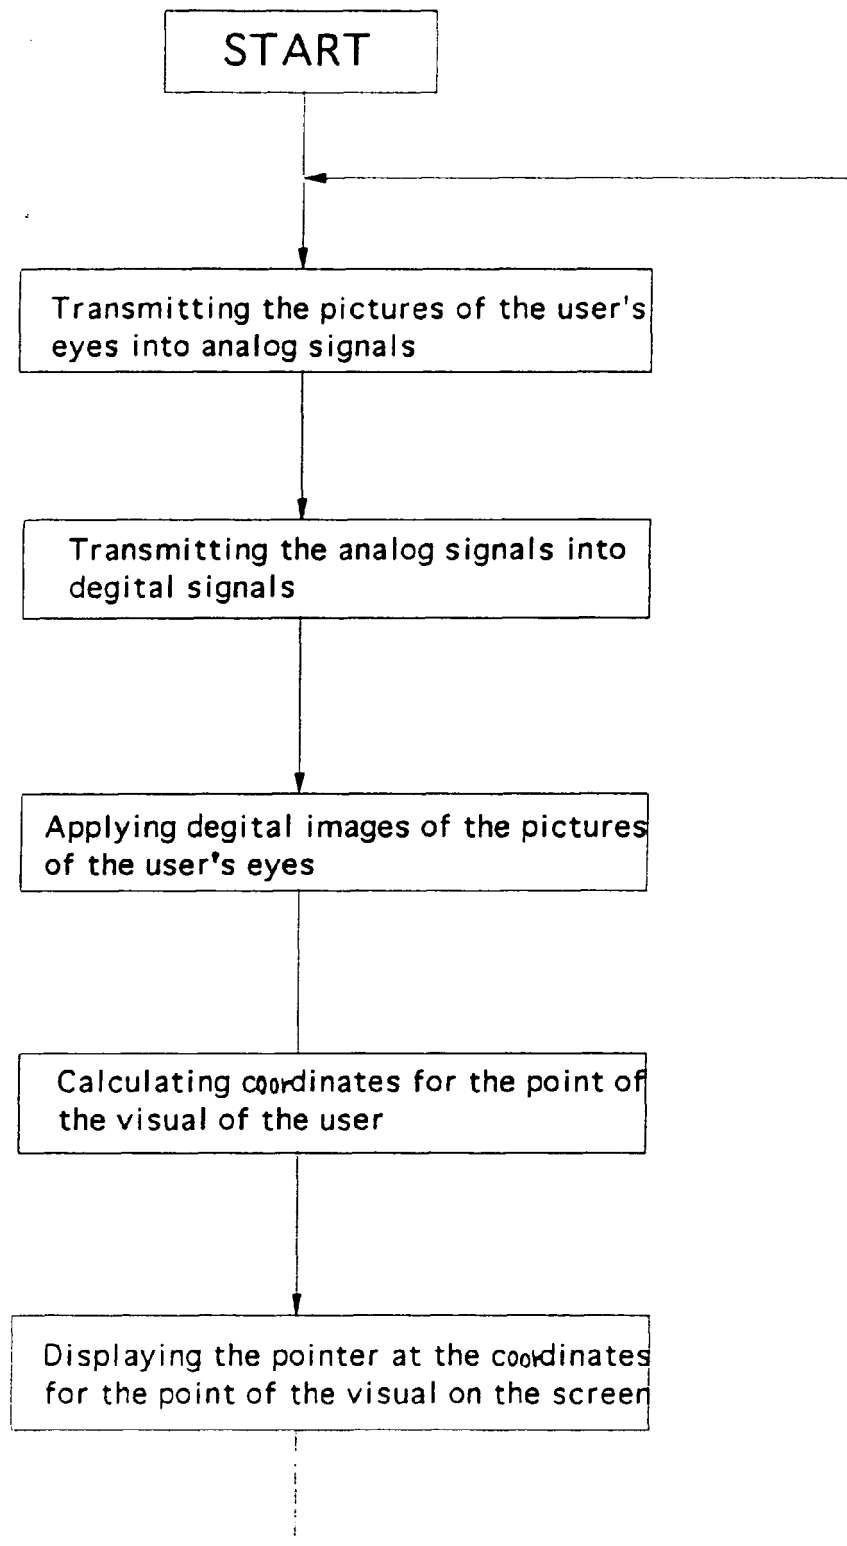 START
Transmitting the pictures of the user's
eyes into analog signals
Transmitting the analog signals into
degital signals
Applying degital images of the pictures
of the user's eyes
Calculating coordinates for the point of
the visual of the user
Displaying the pointer at the coordinates
for the point of the visual on the screen